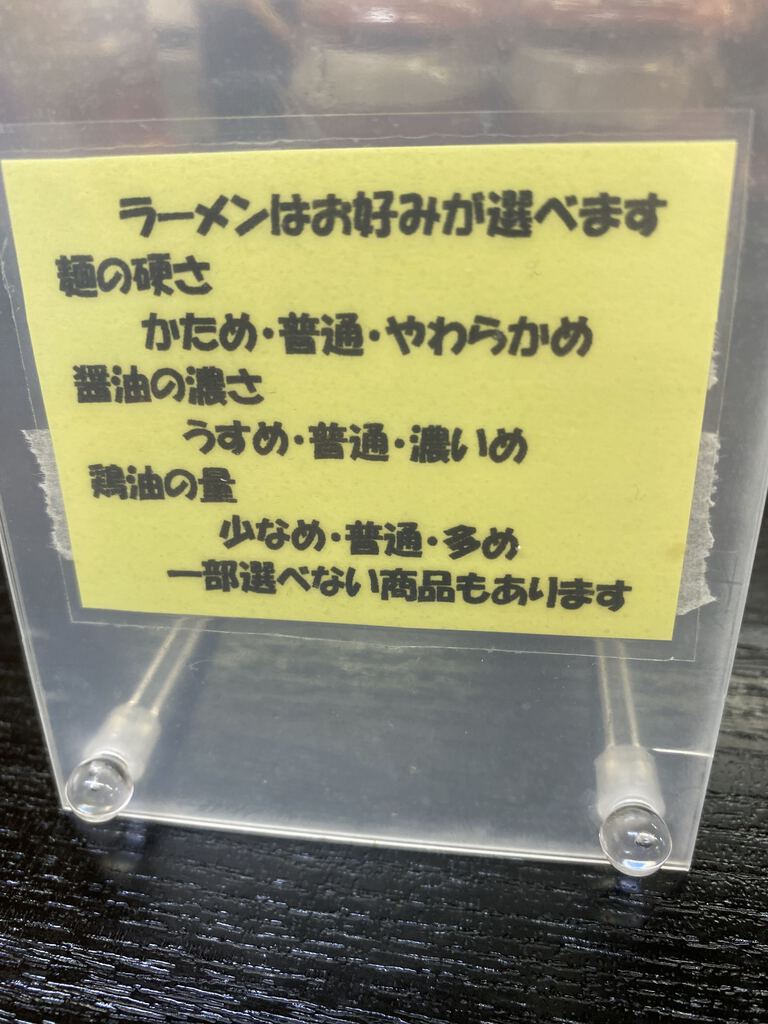 ラーメンはお好みが選べます
麺の硬さ
かため・普通・やわらかめ
醤油の濃さ
うすめ・普通・濃いめ
鶏油の量
少なめ・普通・多め
一部選べない商品もあります